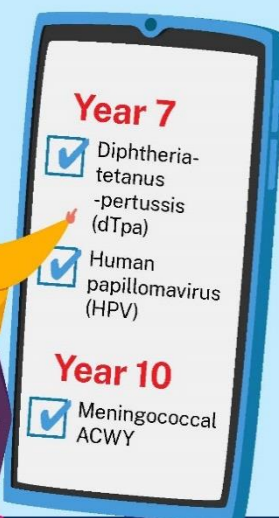 Year 7
Diphtheria-
tetanus
-pertussis
(dTpa)
Human
papillomavirus
(HPV)
Year 10
Meningococcal
ACWY